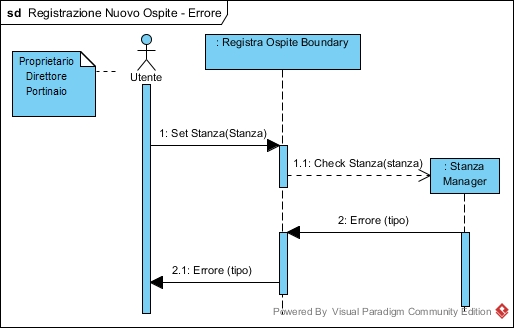 sd Registrazione Nuovo Ospite - Errore
Proprietario
Direttore
Portinaio
Utente
: Registra Ospite Boundary
1: Set Stanza(Stanza)
1.1: Check Stanza(stanza)
: Stanza
Manager
2: Errore (tipo)
2.1: Errore (tipo)
Powered By Visual Paradigm Community Edition